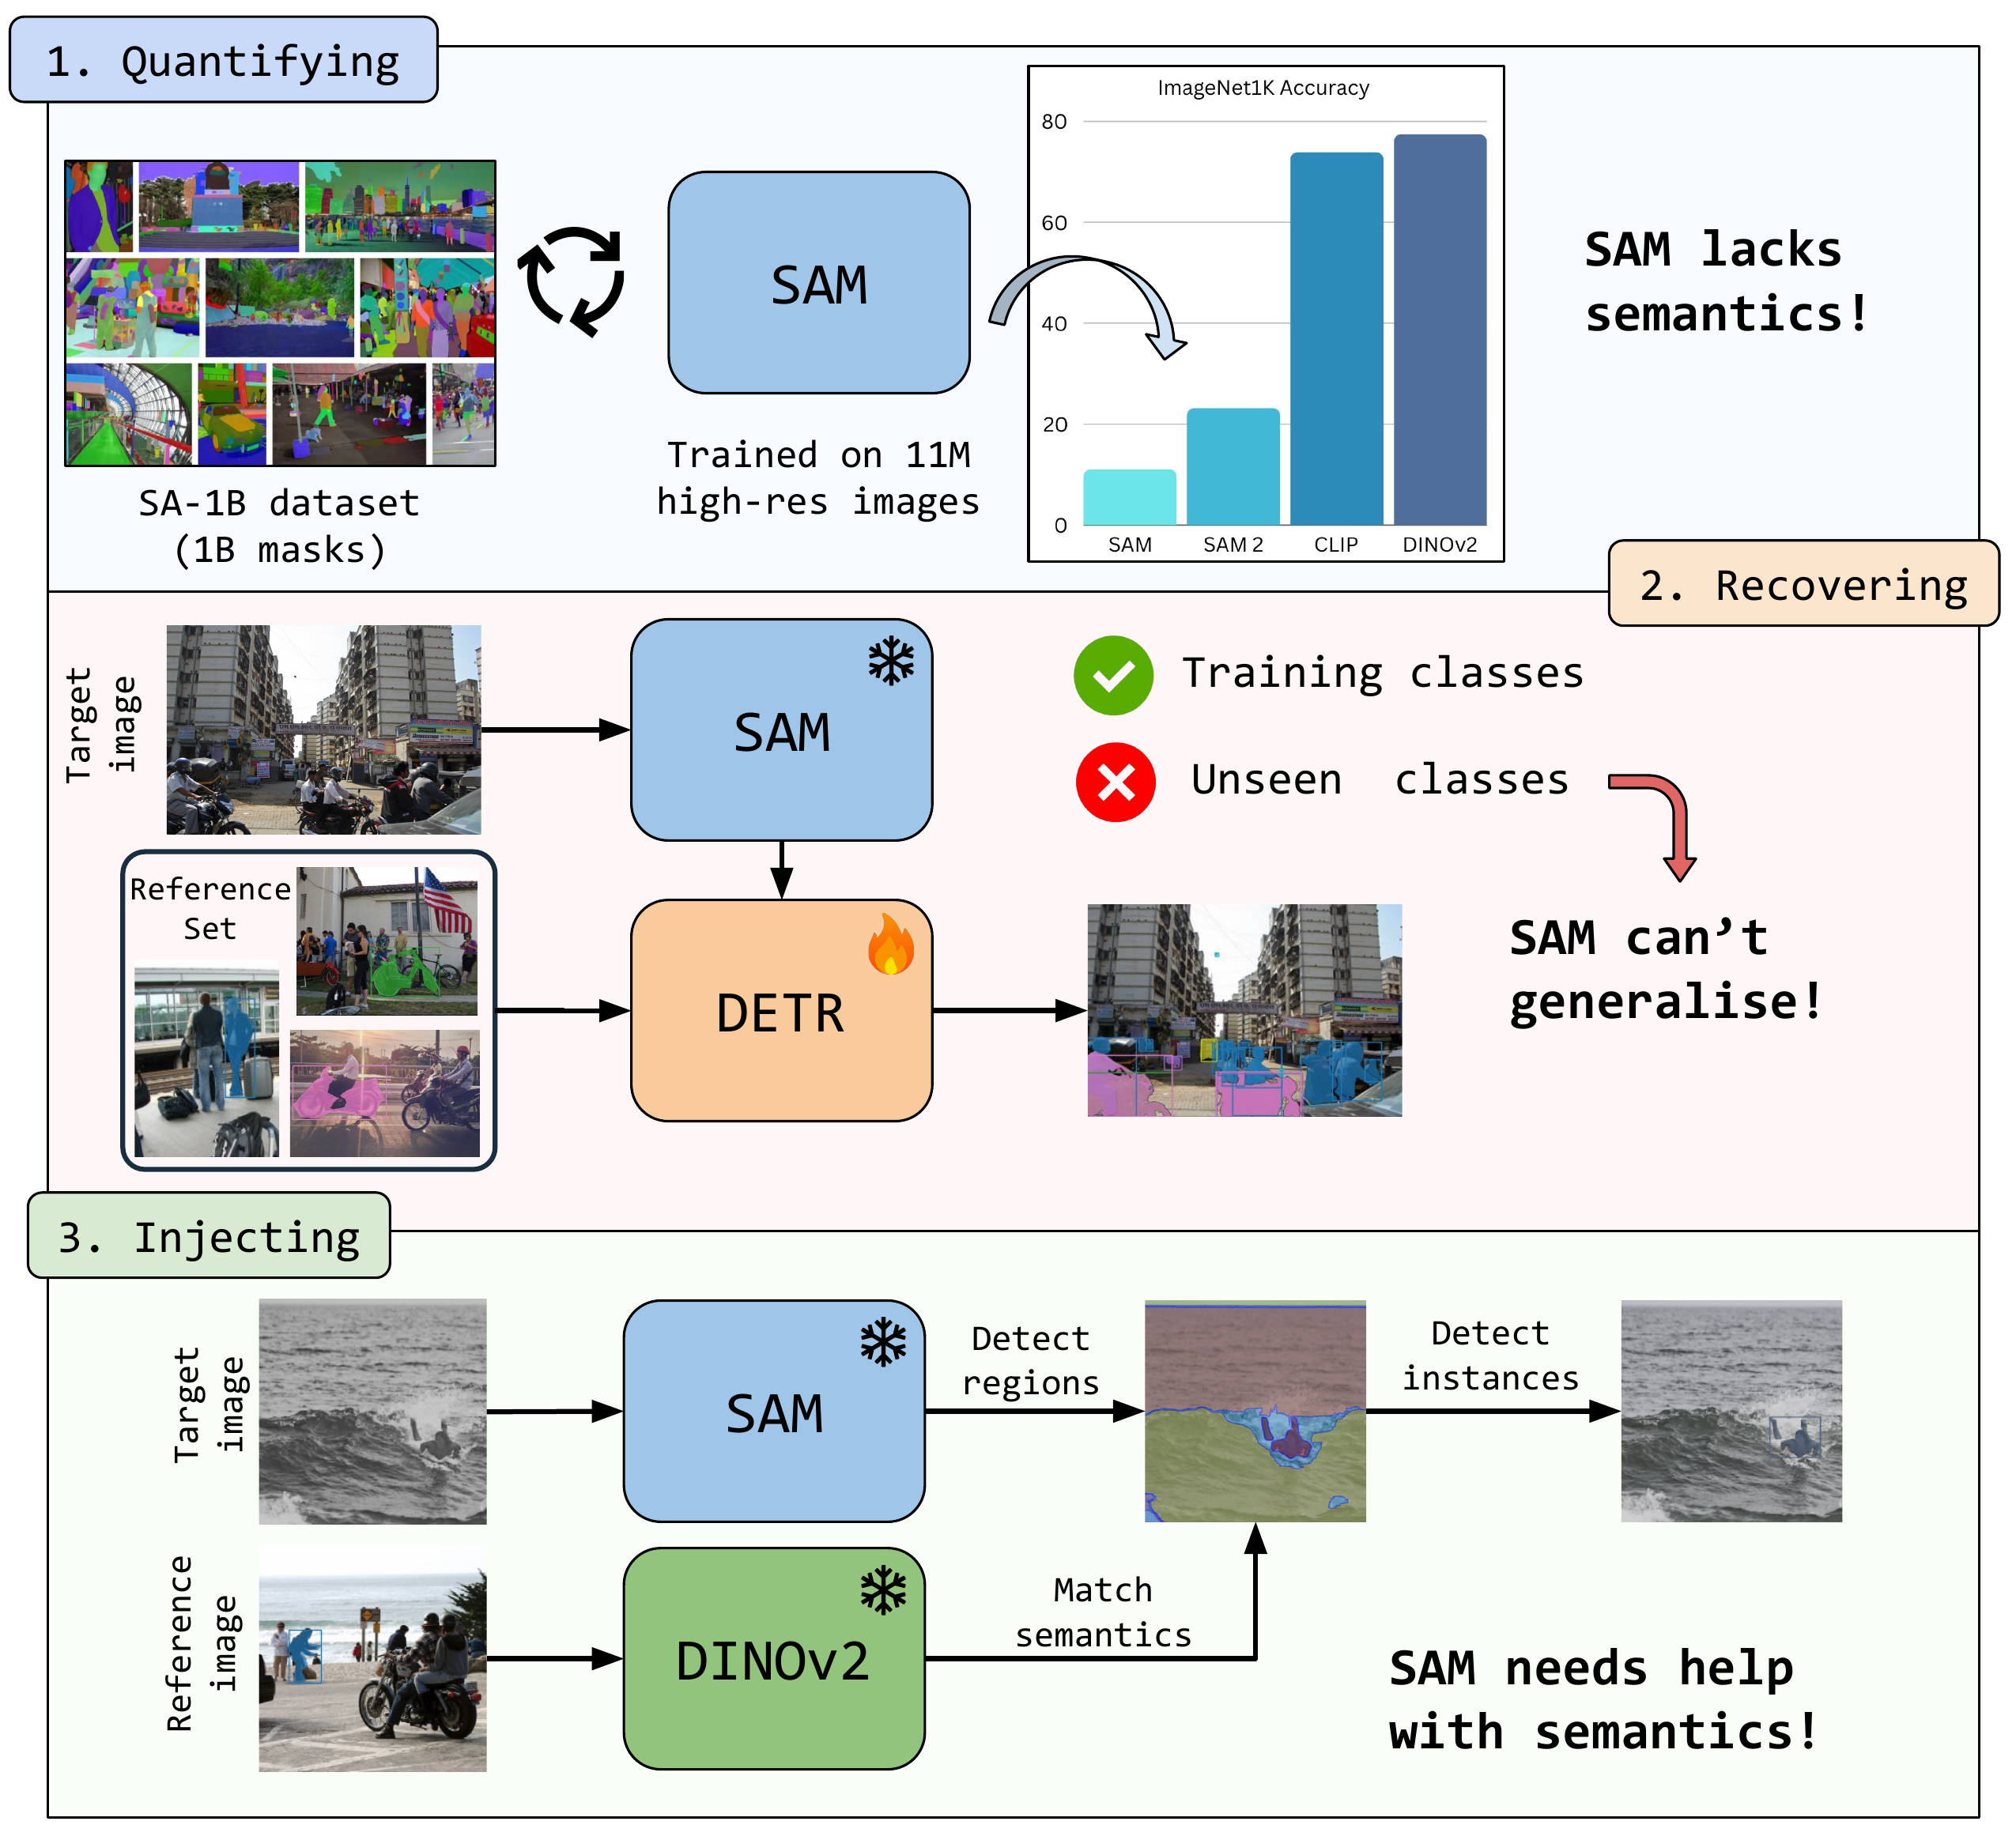 1. Quantifying
SA-1B dataset
(1B masks)
SAM
Trained on 11M
high-res images
ImageNet1K Accuracy
80
60
40
20
0
SAM
SAM 2
CLIP
DINOv2
SAM lacks
semantics!
2. Recovering
Target
image
SAM
Training classes
Unseen classes
Reference
Set
DETR
SAM can’t
generalise!
3. Injecting
Target
image
SAM
Detect
regions
Detect
instances
Reference
image
DINOv2
Match
semantics
SAM needs help
with semantics!